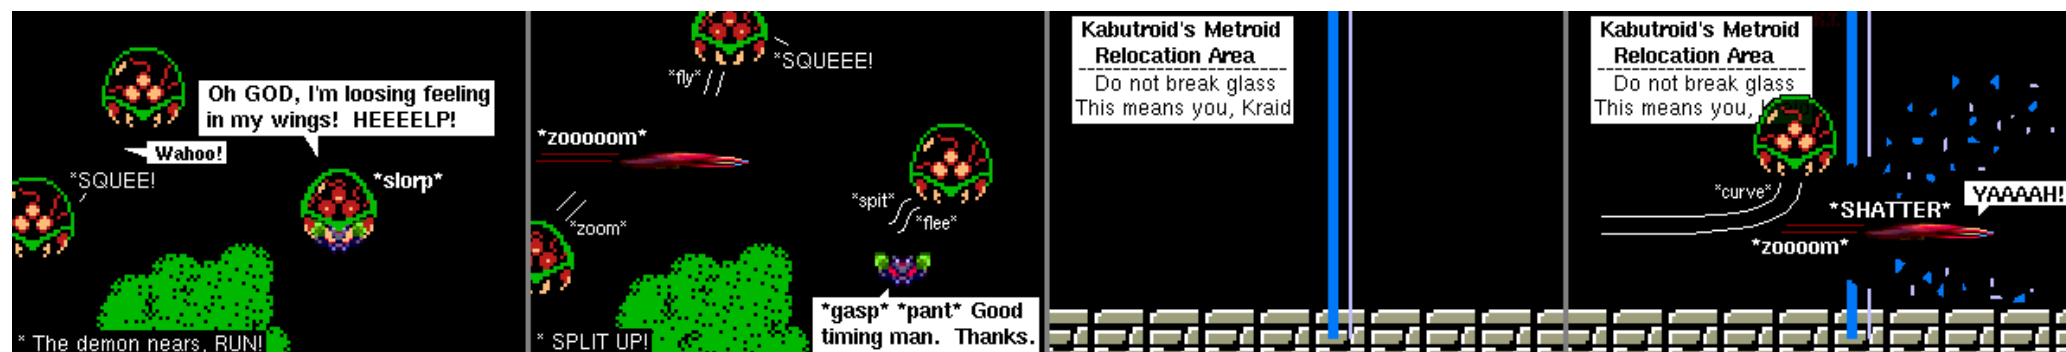 Oh GOD, I'm loosing feeling
in my wings!  HEEEELP!
Wahoo!
*SQUEE!
*slorp*
* The demon nears, RUN!
*SQUEEE!
*fly*
*zooooom*
*spit*
*flee*
*zoom*
*gasp* *pant* Good
timing man.  Thanks.
* SPLIT UP!
Kabutroid's Metroid
Relocation Area
Do not break glass
This means you, Kraid
Kabutroid's Metroid
Relocation Area
Do not break glass
This means you,
*curve*
YAAAAH!
*SHATTER*
*zoooom*